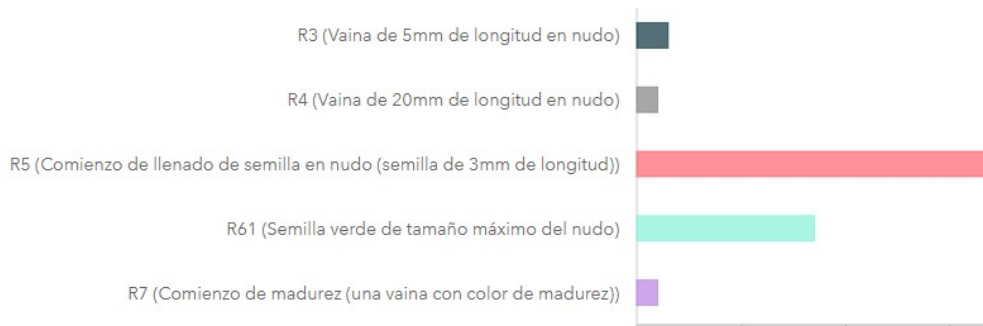 R3 (Vaina de 5mm de longitud en nudo)
R4 (Vaina de 20mm de longitud en nudo)
R5 (Comienzo de llenado de semilla en nudo (semilla de 3mm de longitud))
R61 (Semilla verde de tamaño máximo del nudo)
R7 (Comienzo de madurez (una vaina con color de madurez))